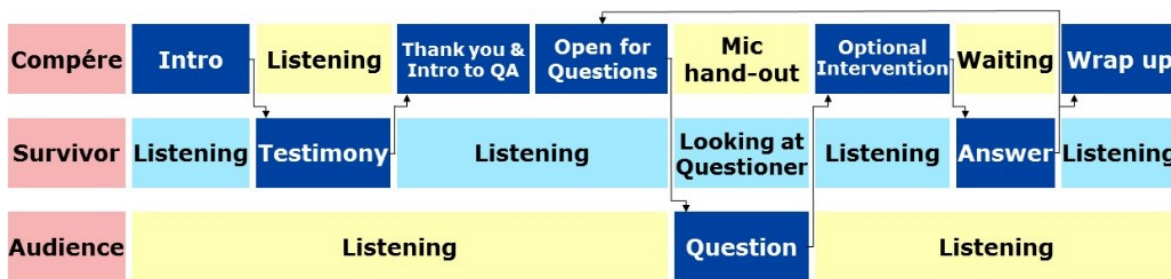 Compére
Intro
Listening
Thank you &
Intro to QA
Open for
Questions
Mic
hand-out
Optional
Intervention
Waiting
Wrap up
Survivor
Listening
Testimony
Listening
Looking at
Questioner
Listening
Answer
Listening
Audience
Listening
Question
Listening